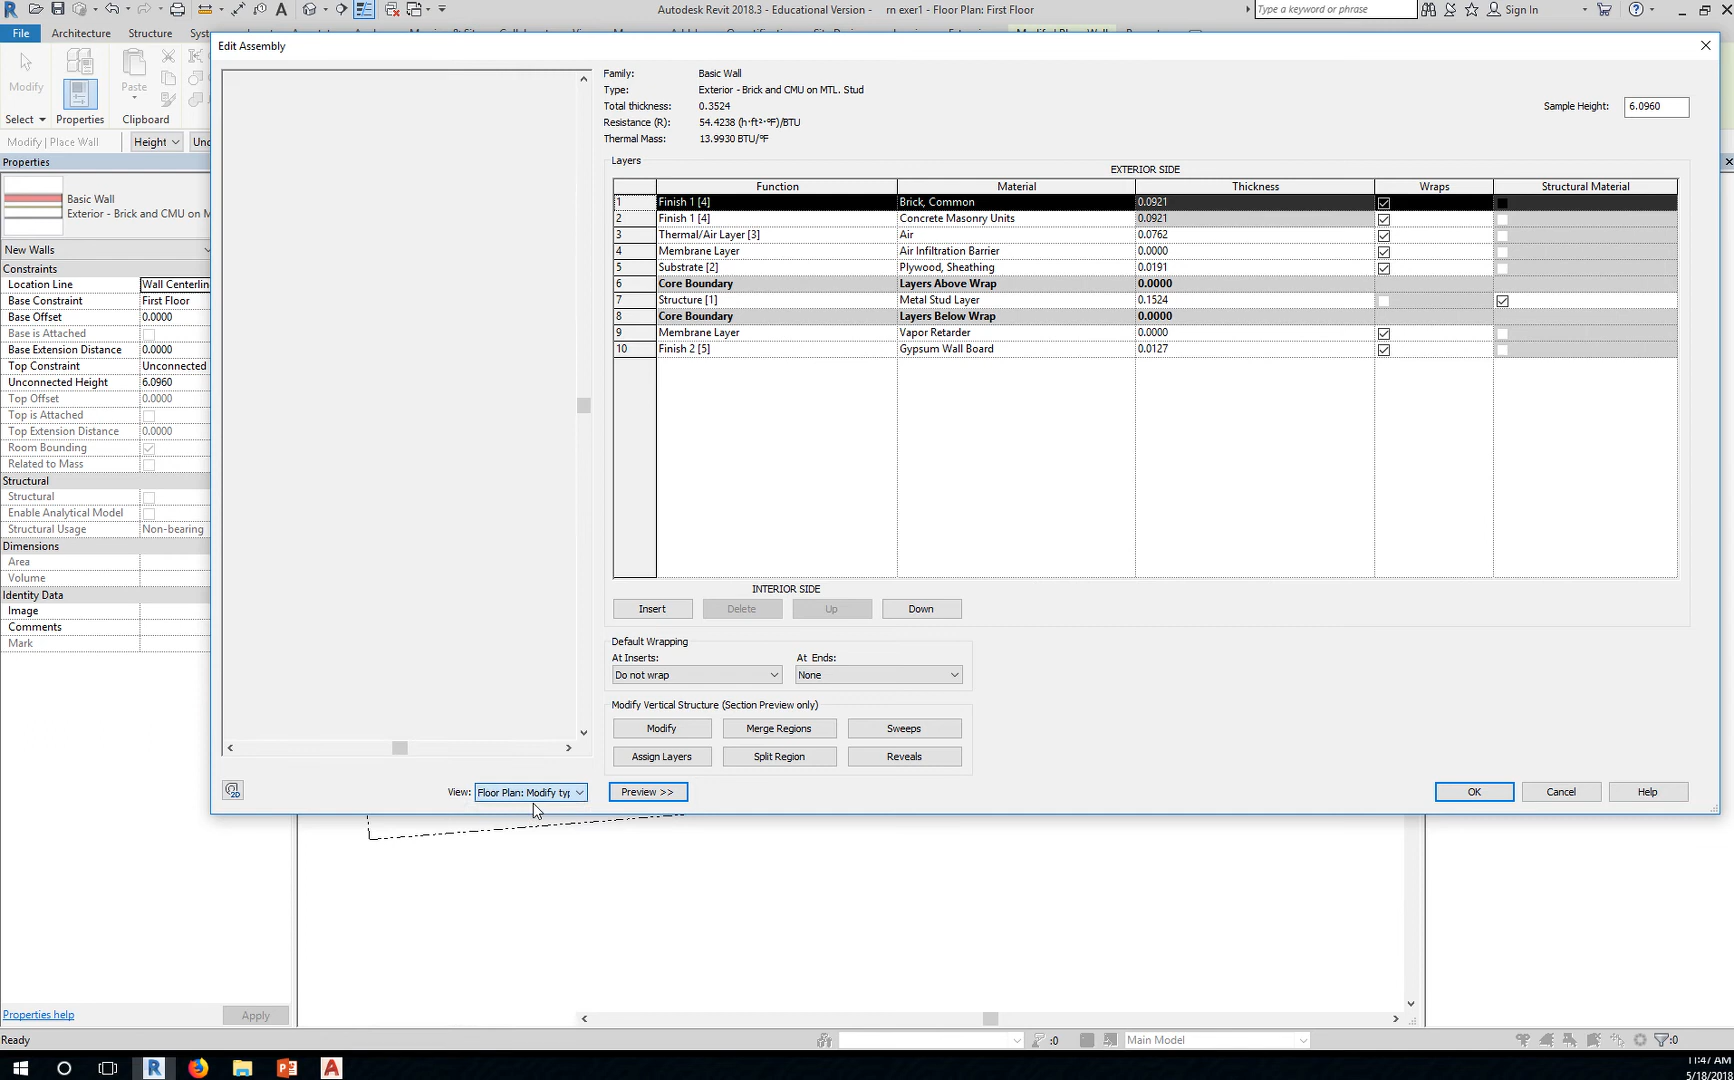 Autodesk Revit 2018.3 - Educational Version -    rn exer1 - Floor Plan: First Floor
Type a keyword or phrase
Sign In
File
Architecture
Structure
Modify
Select
Properties
Paste
Clipboard
Modify | Place Wall
Height
Properties
Basic Wall
Exterior - Brick and CMU on M
New Walls
Constraints
Location Line Wall Centerlin
Base Constraint First Floor
Base Offset 0.0000
Base is Attached
Base Extension Distance 0.0000
Top Constraint Unconnected
Unconnected Height 6.0960
Top Offset 0.0000
Top is Attached
Top Extension Distance 0.0000
Room Bounding
Related to Mass
Structural
Structural
Enable Analytical Model
Structural Usage Non-bearing
Dimensions
Area
Volume
Identity Data
Image
Comments
Mark
Properties help
Apply
Edit Assembly
Family: Basic Wall
Type: Exterior - Brick and CMU on MTL. Stud
Total thickness: 0.3524
Resistance (R): 54.4238 (h·ft²·°F)/BTU
Thermal Mass: 13.9930 BTU/°F
Sample Height: 6.0960
Layers
EXTERIOR SIDE
Function Material Thickness Wraps Structural Material
1 Finish 1 [4] Brick, Common 0.0921
2 Finish 1 [4] Concrete Masonry Units 0.0921
3 Thermal/Air Layer [3] Air 0.0762
4 Membrane Layer Air Infiltration Barrier 0.0000
5 Substrate [2] Plywood, Sheathing 0.0191
6 Core Boundary Layers Above Wrap 0.0000
7 Structure [1] Metal Stud Layer 0.1524
8 Core Boundary Layers Below Wrap 0.0000
9 Membrane Layer Vapor Retarder 0.0000
10 Finish 2 [5] Gypsum Wall Board 0.0127
INTERIOR SIDE
Insert Delete Up Down
Default Wrapping
At Inserts: At Ends:
Do not wrap None
Modify Vertical Structure (Section Preview only)
Modify Merge Regions Sweeps
Assign Layers Split Region Reveals
View: Floor Plan: Modify typ Preview >> OK Cancel Help
Ready
:0
Main Model
:0
11:47 AM
5/18/2018